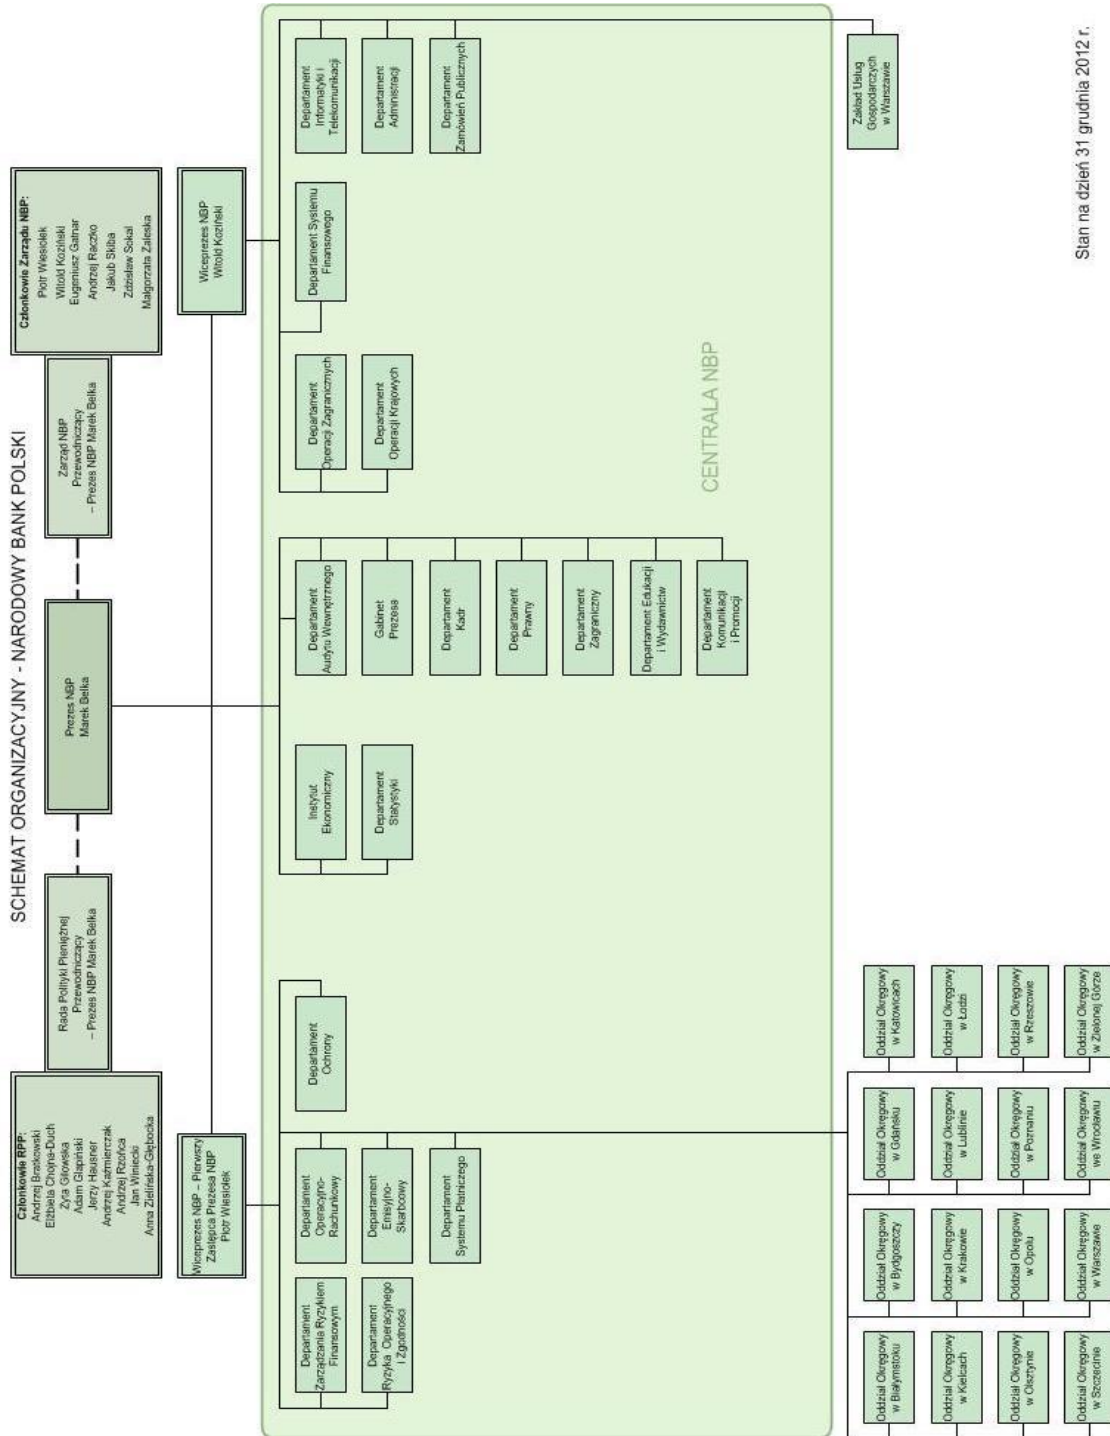 SCHEMAT ORGANIZACYJNY - NARODOWY BANK POLSKI
Członkowie RPP:
Andrzej Bratkowski
Elżbieta Chojna-Duch
Zyta Gilowska
Adam Glapiński
Jerzy Hausner
Andrzej Kaźmierczak
Andrzej Rzońca
Jan Winiecki
Anna Zielińska-Głębocka
Rada Polityki Pieniężnej
Przewodniczący
– Prezes NBP Marek Belka
Prezes NBP
Marek Belka
Zarząd NBP
Przewodniczący
– Prezes NBP Marek Belka
Członkowie Zarządu NBP:
Piotr Wiesiołek
Witold Koziński
Eugeniusz Gatnar
Andrzej Raczko
Jakub Skiba
Zdzisław Sokal
Małgorzata Zaleska
Wiceprezes NBP – Pierwszy
Zastępca Prezesa NBP
Piotr Wiesiołek
Wiceprezes NBP
Witold Koziński
Departament
Zarządzania Ryzykiem
Finansowym
Departament
Ryzyka Operacyjnego
i Zgodności
Departament
Operacyjno-
Rachunkowy
Departament
Emisyjno-
Skarbcowy
Departament
Systemu Płatniczego
Departament
Ochrony
Instytut
Ekonomiczny
Departament
Statystyki
Departament
Audytu Wewnętrznego
Gabinet
Prezesa
Departament
Kadr
Departament
Prawny
Departament
Zagraniczny
Departament Edukacji
i Wydawnictw
Departament
Komunikacji
i Promocji
Departament
Operacji Zagranicznych
Departament
Operacji Krajowych
Departament Systemu
Finansowego
Departament
Informatyki i
Telekomunikacji
Departament
Administracji
Departament
Zamówień Publicznych
CENTRALA NBP
Zakład Usług
Gospodarczych
w Warszawie
Oddział Okręgowy
w Białymstoku
Oddział Okręgowy
w Bydgoszczy
Oddział Okręgowy
w Gdańsku
Oddział Okręgowy
w Katowicach
Oddział Okręgowy
w Kielcach
Oddział Okręgowy
w Krakowie
Oddział Okręgowy
w Lublinie
Oddział Okręgowy
w Łodzi
Oddział Okręgowy
w Olsztynie
Oddział Okręgowy
w Opolu
Oddział Okręgowy
w Poznaniu
Oddział Okręgowy
w Rzeszowie
Oddział Okręgowy
w Szczecinie
Oddział Okręgowy
w Warszawie
Oddział Okręgowy
we Wrocławiu
Oddział Okręgowy
w Zielonej Górze
Stan na dzień 31 grudnia 2012 r.